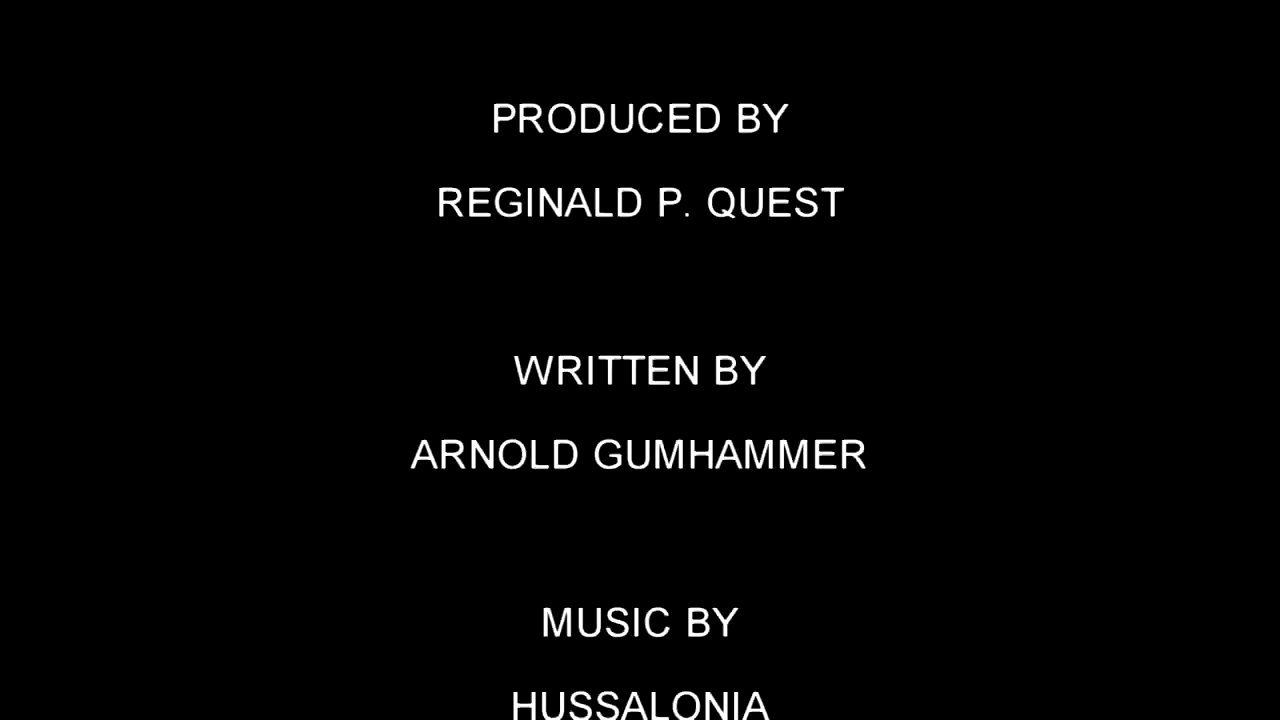 PRODUCED BY
REGINALD P. QUEST
WRITTEN BY
ARNOLD GUMHAMMER
MUSIC BY
HUSSALONIA